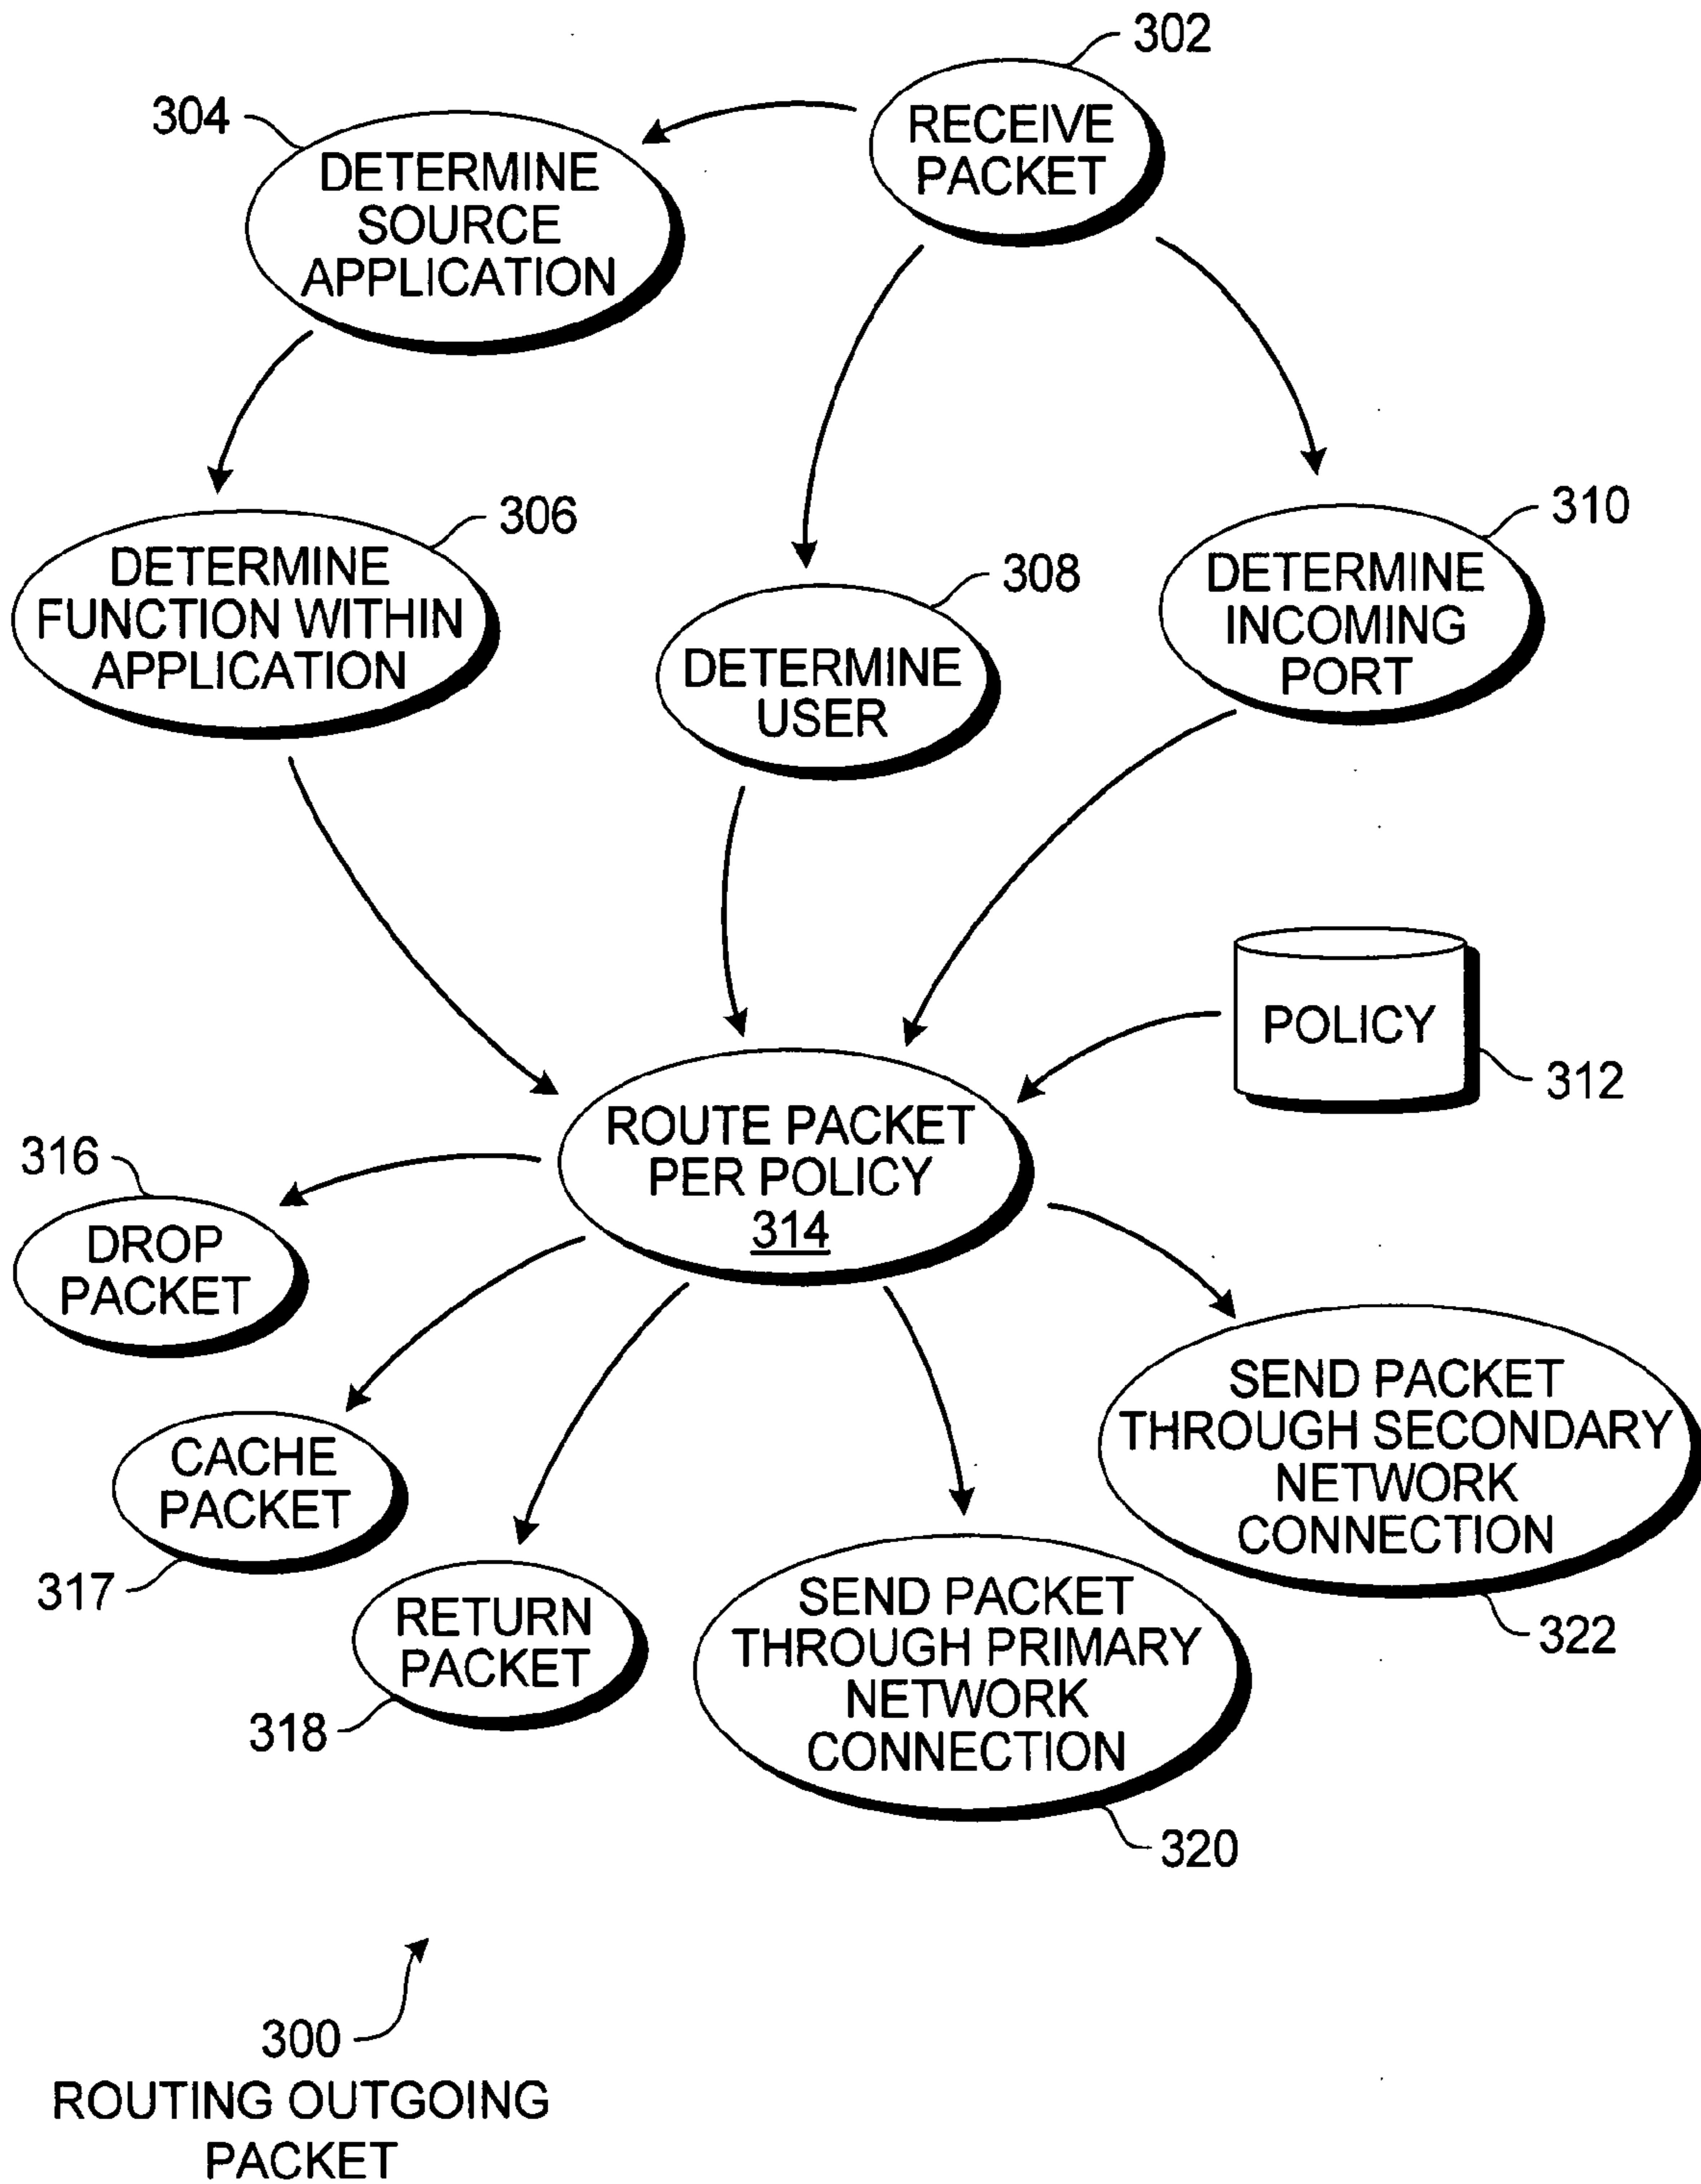 302
RECEIVE
PACKET
304
DETERMINE
SOURCE
APPLICATION
306
DETERMINE
FUNCTION WITHIN
APPLICATION
308
DETERMINE
USER
310
DETERMINE
INCOMING
PORT
POLICY
312
ROUTE PACKET
PER POLICY
314
316
DROP
PACKET
CACHE
PACKET
317
RETURN
PACKET
318
SEND PACKET
THROUGH PRIMARY
NETWORK
CONNECTION
320
SEND PACKET
THROUGH SECONDARY
NETWORK
CONNECTION
322
300
ROUTING OUTGOING
PACKET